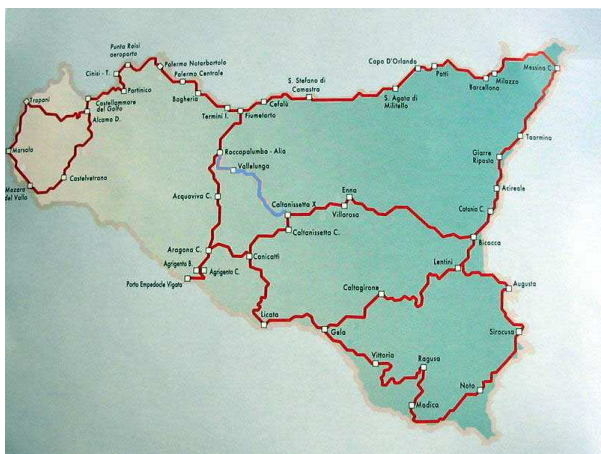 Punta Raisi
aeroporto
Cinisi - T.
Palermo Notarbartolo
Palermo Centrale
Partinico
Bagheria
Trapani
Castellammare
del Golfo
Alcamo D.
Termini I.
Fiumetorto
Cefalù
S. Stefano di
Camastra
Capo D'Orlando
S. Agata di
Militello
Patti
Barcellona
Milazzo
Messina C.
Marsala
Mazara
del Vallo
Castelvetrano
Roccapalumba - Alia
Vallelunga
Acquaviva C.
Caltanissetta X
Caltanissetta C.
Enna
Villarosa
Taormina
Giarre
Riposto
Acireale
Catania C.
Bicocca
Aragona C.
Agrigento B.
Agrigento C.
Porto Empedocle Vigata
Canicattì
Lentini
Caltagirone
Augusta
Licata
Gela
Siracusa
Vittoria
Ragusa
Noto
Modica